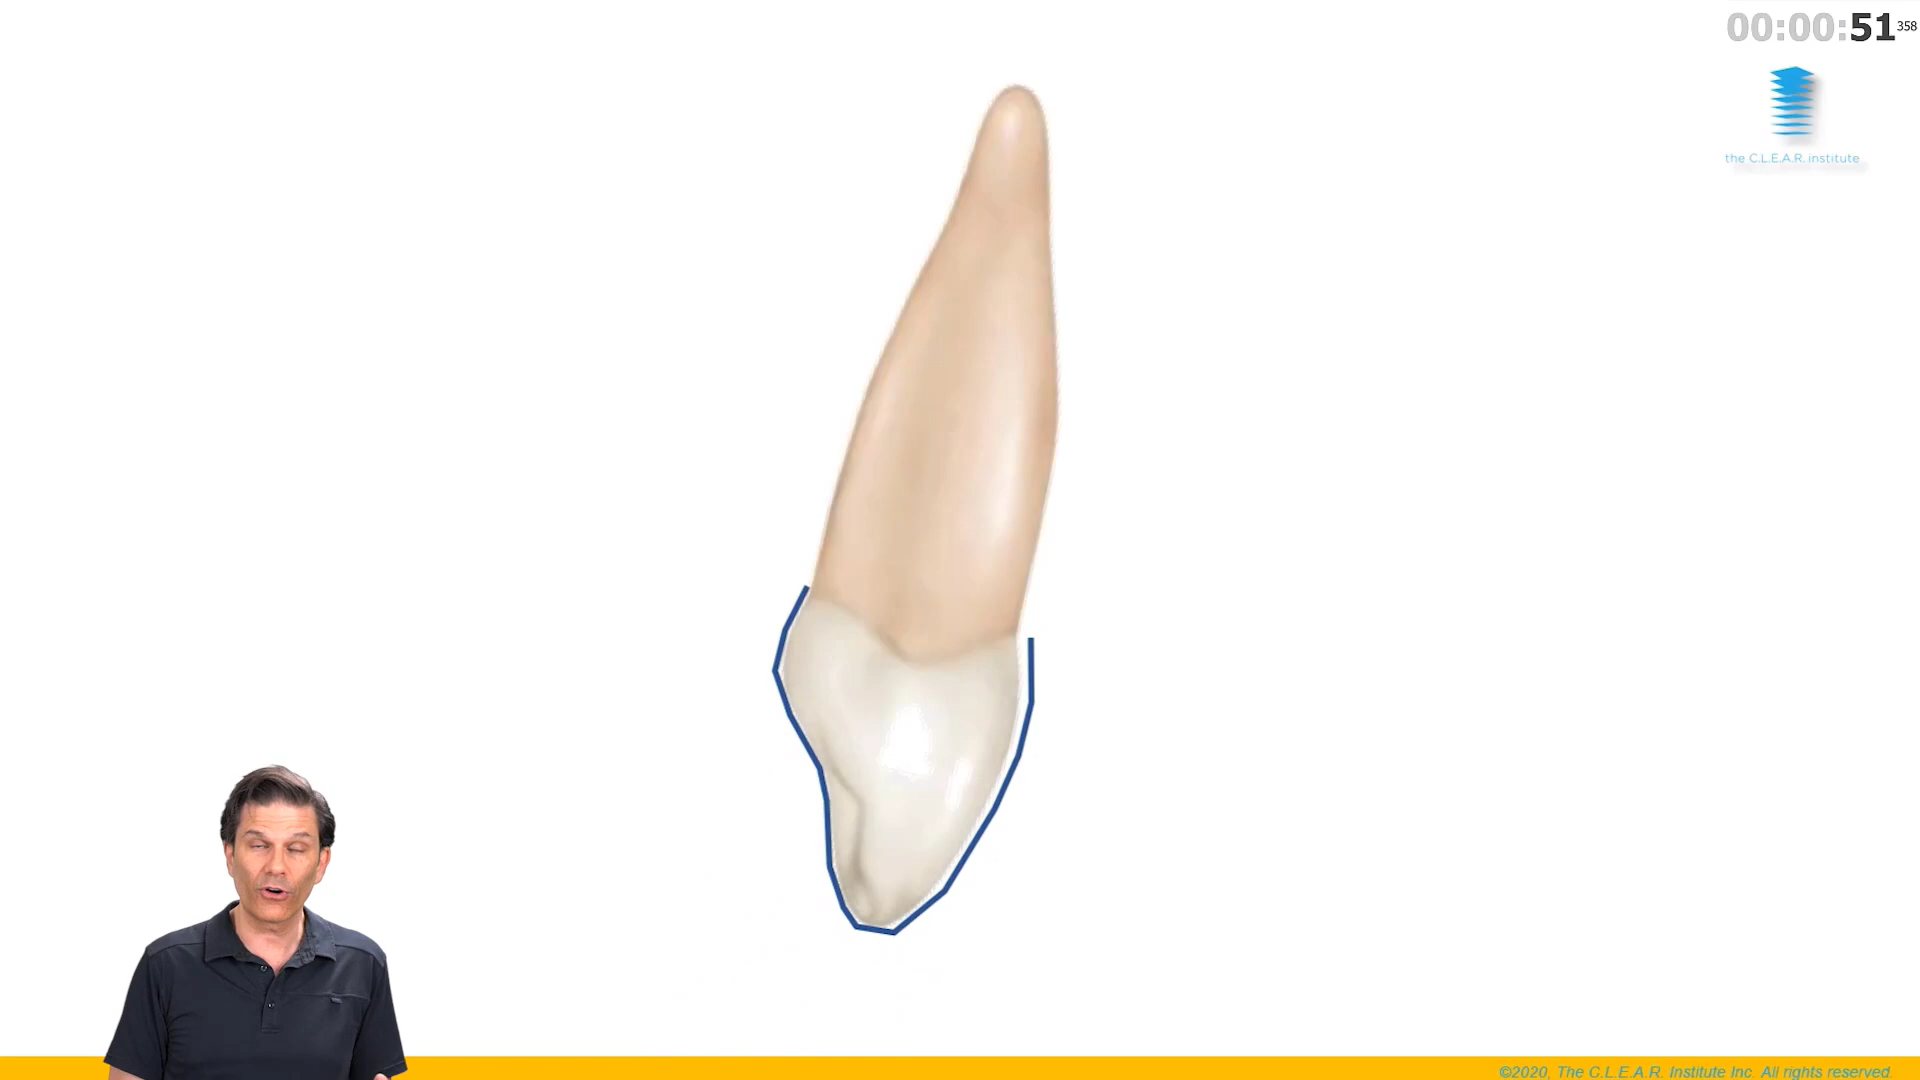 00:00:51 358
the C.L.E.A.R. institute
©2020, The C.L.E.A.R. Institute Inc. All rights reserved.